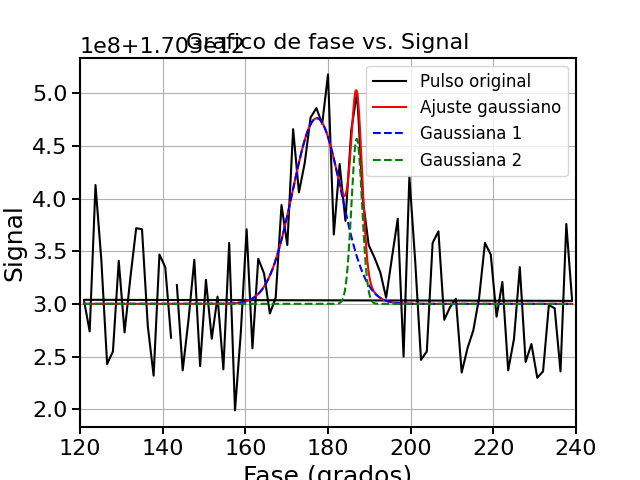 1e8+1.703e12
Grafico de fase vs. Signal
Pulso original
Ajuste gaussiano
Gaussiana 1
Gaussiana 2
5.0
4.5
4.0
3.5
3.0
2.5
2.0
Signal
120 140 160 180 200 220 240
Fase (grados)